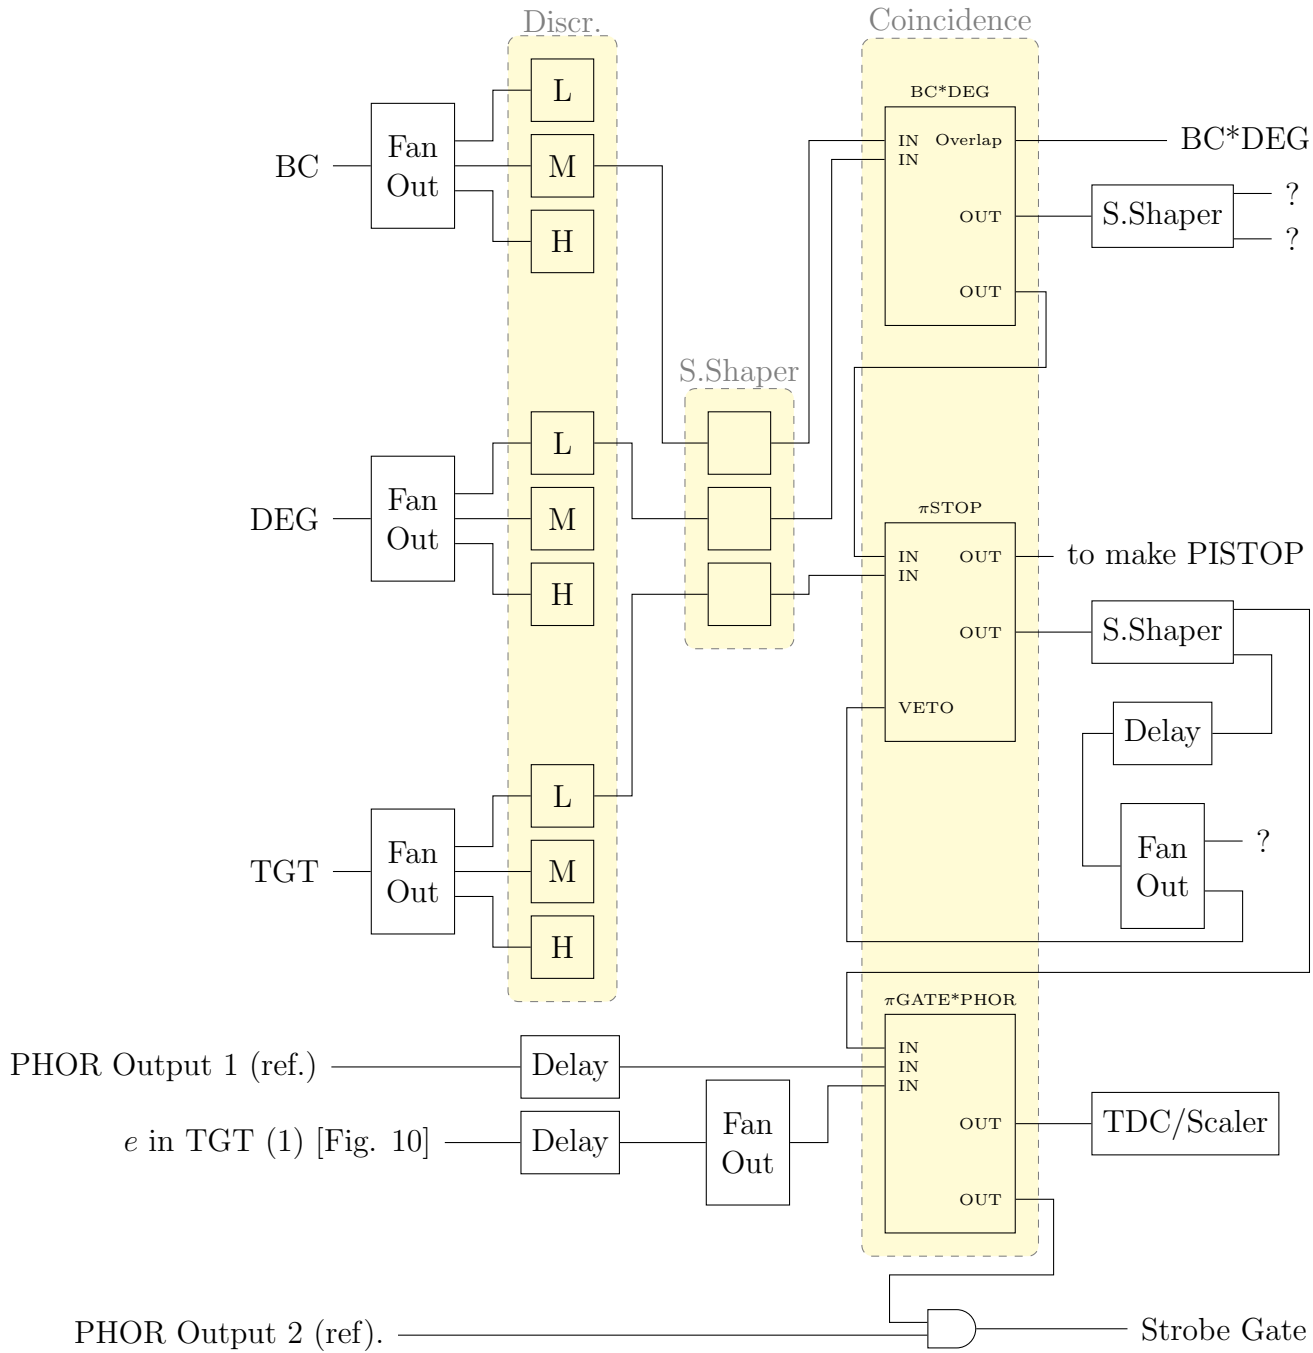 Discr.
Coincidence
L
BC*DEG
Fan
Out
BC
M
IN
IN
Overlap
BC*DEG
H
OUT
S.Shaper
?
?
OUT
S.Shaper
L
DEG
Fan
Out
M
H
πSTOP
IN
IN
OUT
to make PISTOP
OUT
S.Shaper
VETO
Delay
L
Fan
Out
?
TGT
Fan
Out
M
H
πGATE*PHOR
PHOR Output 1 (ref.)
Delay
IN
IN
IN
e in TGT (1) [Fig. 10]
Delay
Fan
Out
OUT
TDC/Scaler
OUT
PHOR Output 2 (ref).
Strobe Gate